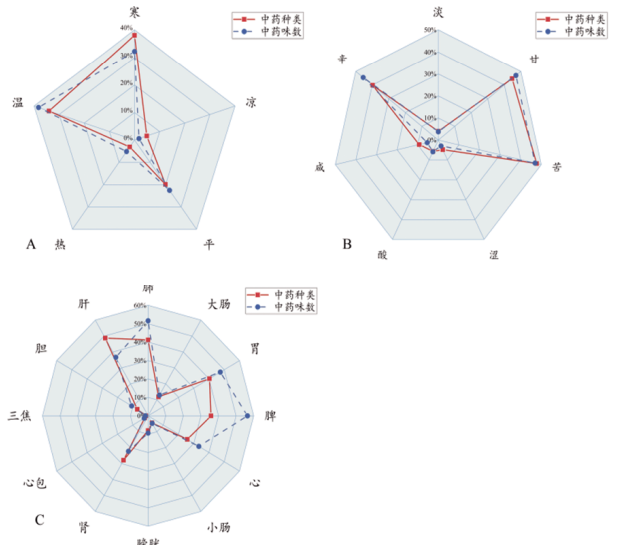 寒
40%
30%
20%
10%
0%
凉
平
热
温
中药种类
中药味数
A
淡
50%
40%
30%
20%
10%
0%
甘
苦
涩
酸
咸
辛
中药种类
中药味数
B
肺
60%
50%
40%
30%
20%
10%
0%
大肠
胃
脾
心
小肠
膀胱
肾
心包
三焦
胆
肝
中药种类
中药味数
C